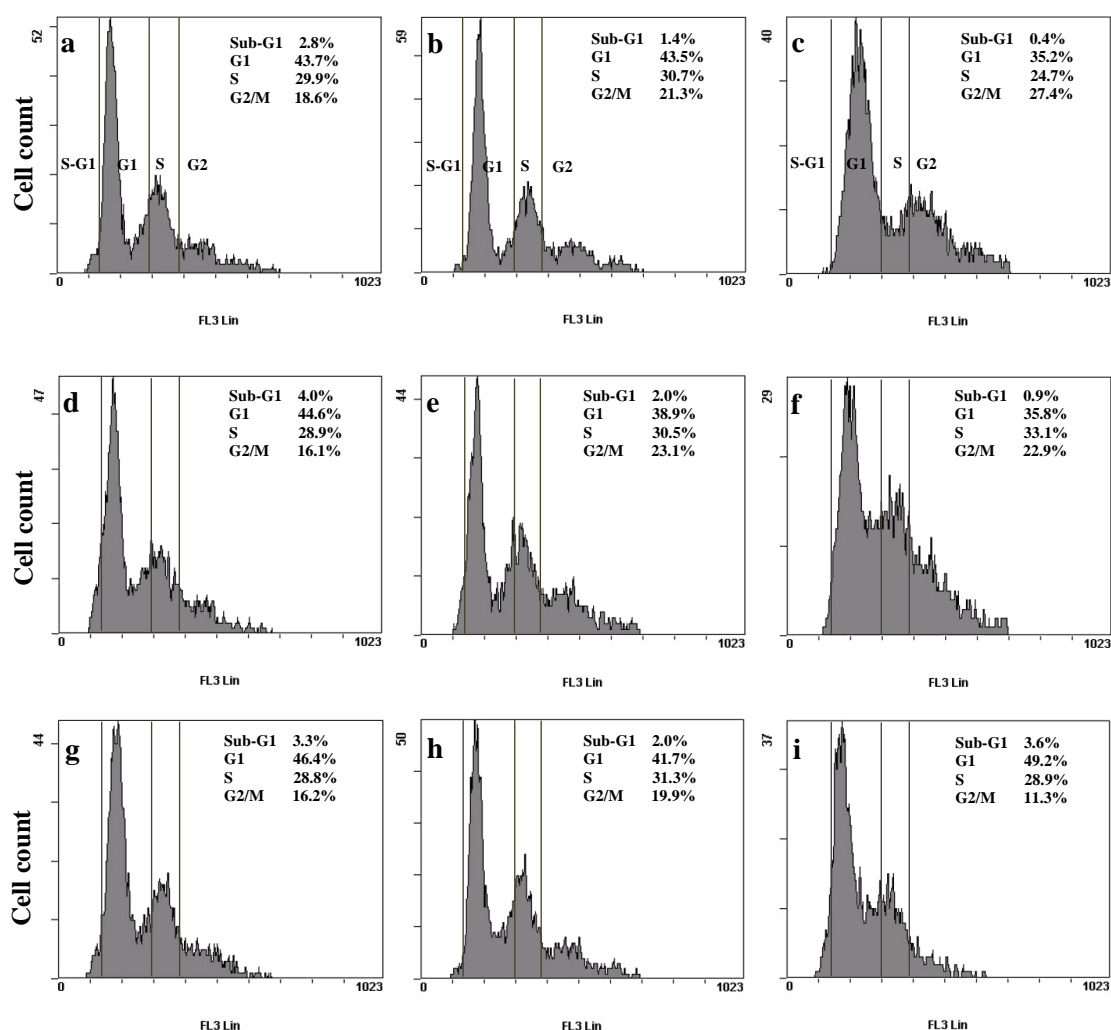 52
a
Sub-G1 2.8%
G1 43.7%
S 29.9%
G2/M 18.6%
S-G1 G1 S G2
Cell count
0 1023
FL3 Lin
59
b
Sub-G1 1.4%
G1 43.5%
S 30.7%
G2/M 21.3%
S-G1 G1 S G2
0 1023
FL3 Lin
40
c
Sub-G1 0.4%
G1 35.2%
S 24.7%
G2/M 27.4%
S-G1 G1 S G2
0 1023
FL3 Lin
47
d
Sub-G1 4.0%
G1 44.6%
S 28.9%
G2/M 16.1%
Cell count
0 1023
FL3 Lin
44
e
Sub-G1 2.0%
G1 38.9%
S 30.5%
G2/M 23.1%
0 1023
FL3 Lin
29
f
Sub-G1 0.9%
G1 35.8%
S 33.1%
G2/M 22.9%
0 1023
FL3 Lin
44
g
Sub-G1 3.3%
G1 46.4%
S 28.8%
G2/M 16.2%
Cell count
0 1023
FL3 Lin
50
h
Sub-G1 2.0%
G1 41.7%
S 31.3%
G2/M 19.9%
0 1023
FL3 Lin
37
i
Sub-G1 3.6%
G1 49.2%
S 28.9%
G2/M 11.3%
0 1023
FL3 Lin